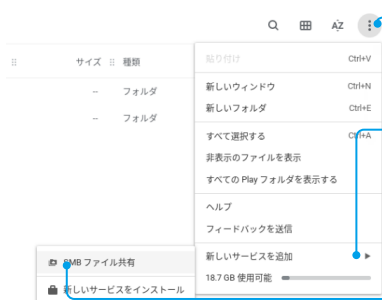 AZ
サイズ 種類
-- フォルダ
-- フォルダ
貼り付け Ctrl+V
新しいウィンドウ Ctrl+N
新しいフォルダ Ctrl+E
すべて選択する Ctrl+A
非表示のファイルを表示
すべての Play フォルダを表示する
ヘルプ
フィードバックを送信
新しいサービスを追加
18.7 GB 使用可能
SMB ファイル共有
新しいサービスをインストール